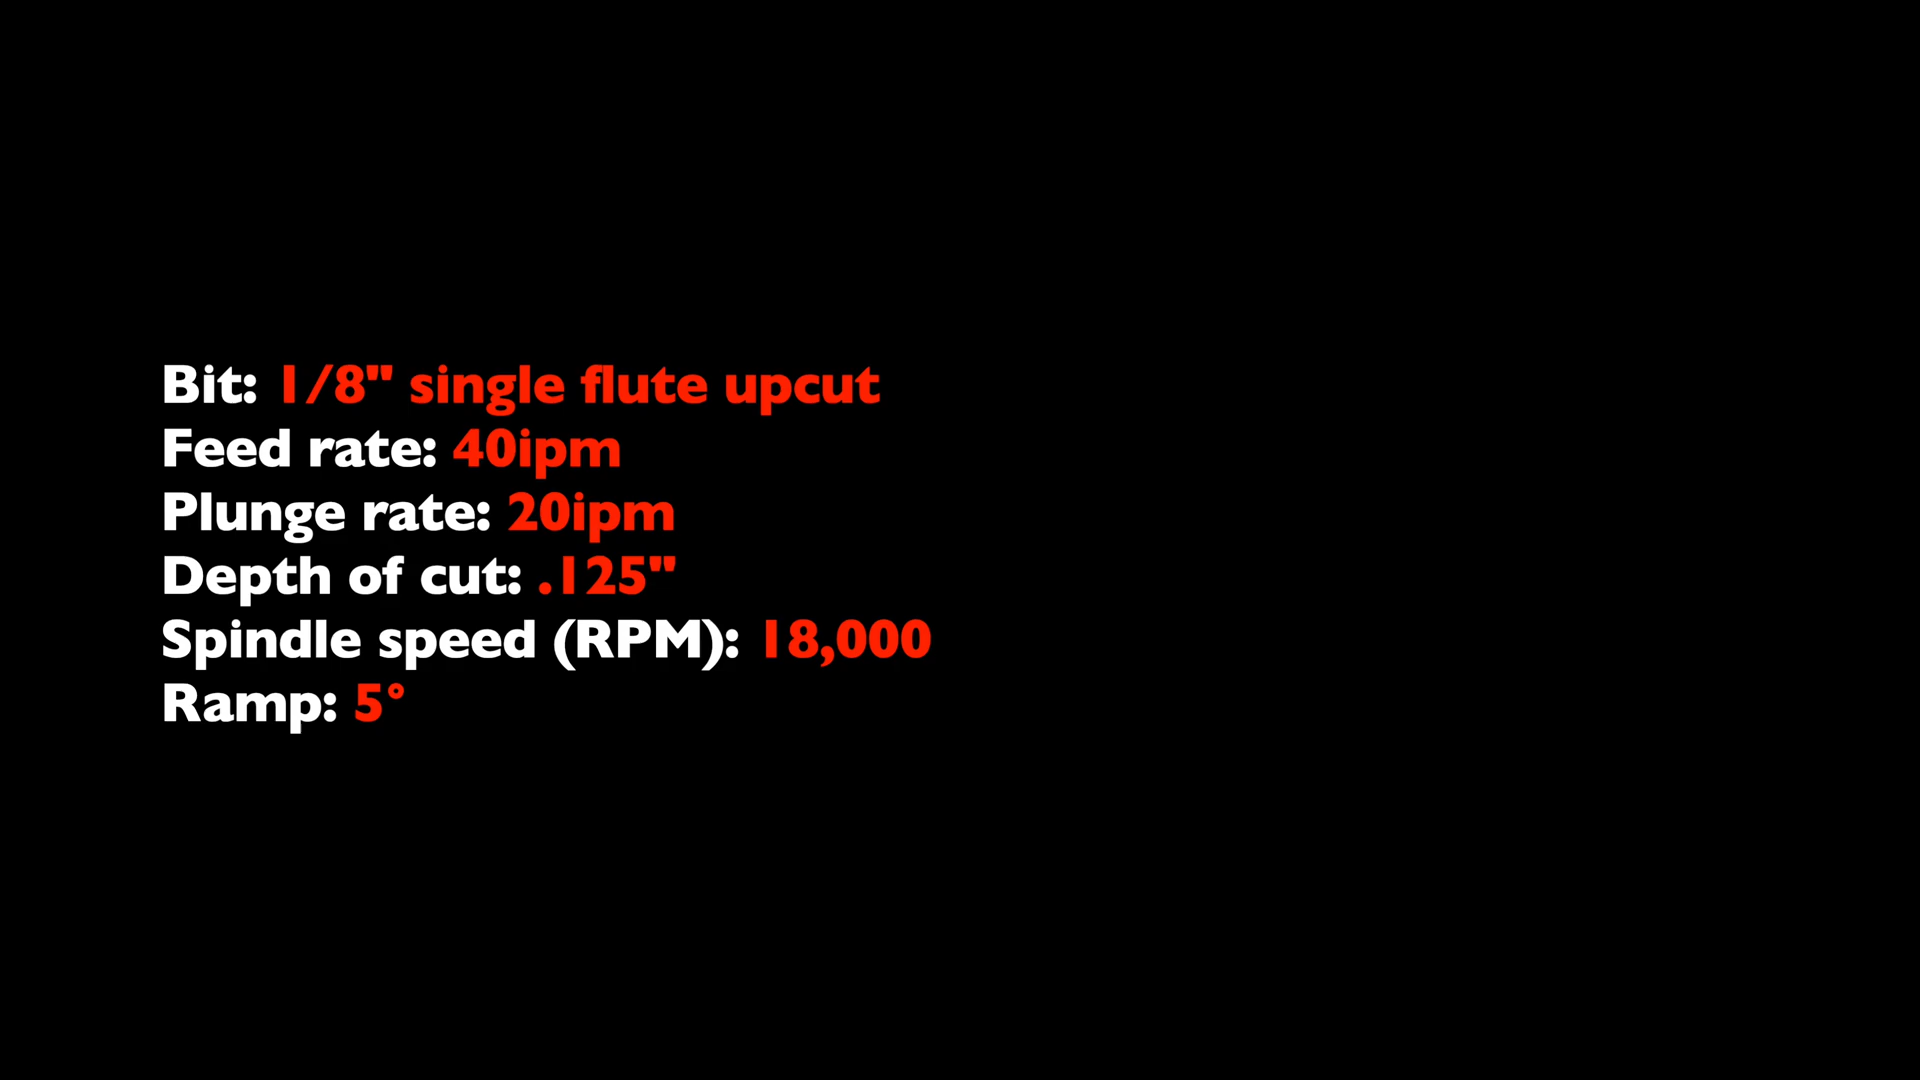 Bit: 1/8" single flute upcut
Feed rate: 40ipm
Plunge rate: 20ipm
Depth of cut: .125"
Spindle speed (RPM): 18,000
Ramp: 5°